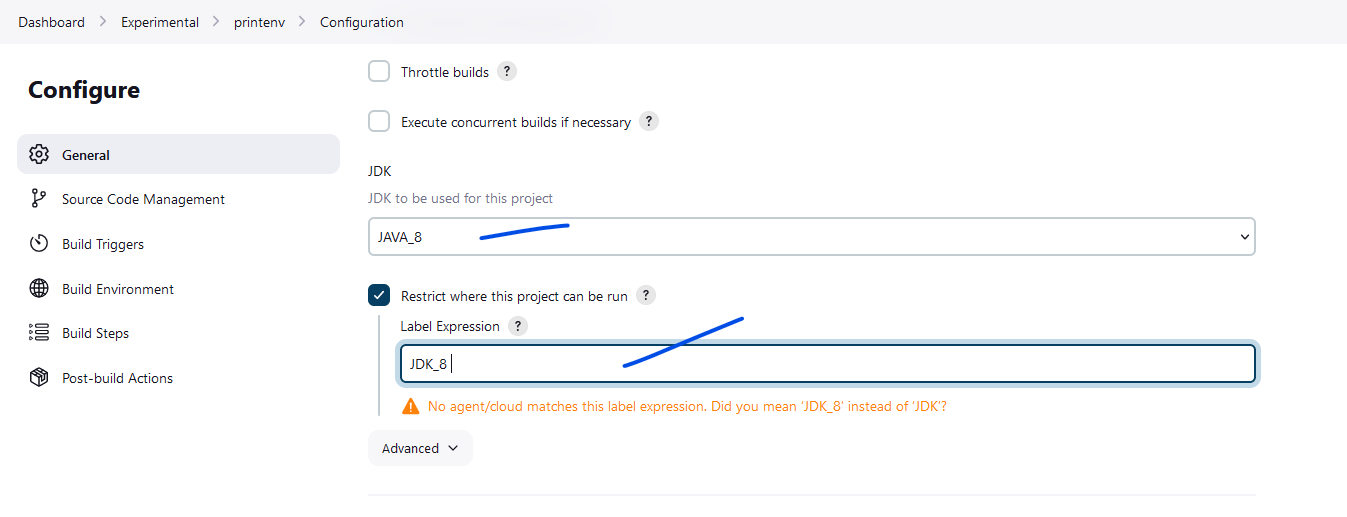 Dashboard > Experimental > printenv > Configuration
Configure
General
Source Code Management
Build Triggers
Build Environment
Build Steps
Post-build Actions
Throttle builds ?
Execute concurrent builds if necessary ?
JDK
JDK to be used for this project
JAVA_8
Restrict where this project can be run ?
Label Expression ?
JDK_8
No agent/cloud matches this label expression. Did you mean ‘JDK_8’ instead of ‘JDK’?
Advanced